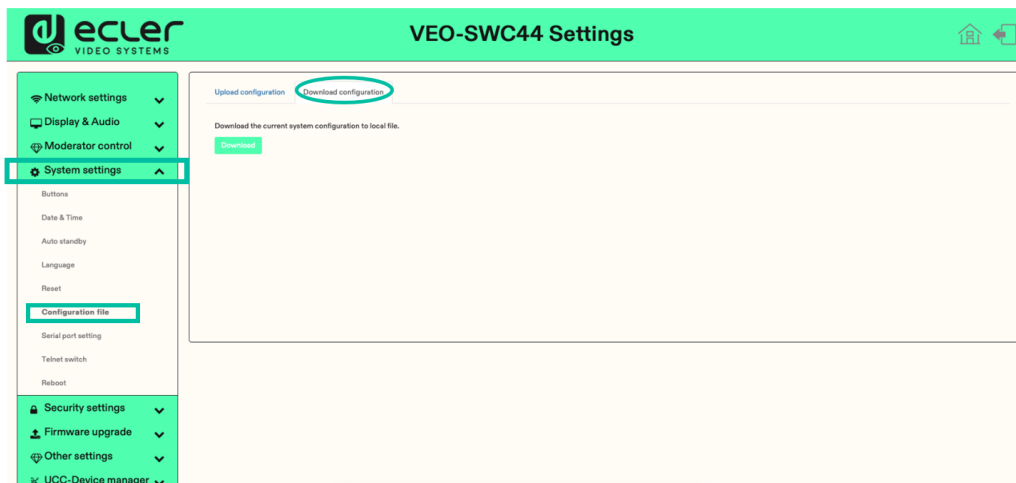 ecler
VIDEO SYSTEMS
VEO-SWC44 Settings
Network settings
Display & Audio
Moderator control
System settings
Buttons
Date & Time
Auto standby
Language
Reset
Configuration file
Serial port setting
Telnet switch
Reboot
Security settings
Firmware upgrade
Other settings
UCC-Device manager
Upload configuration
Download configuration
Download the current system configuration to local file.
Download